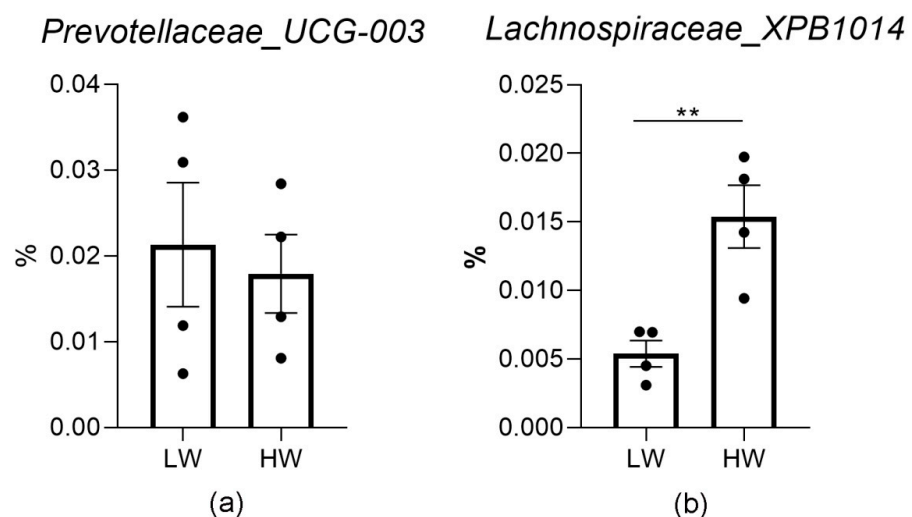 Prevotellaceae_UCG-003
0.04
0.03
0.02
0.01
0.00
%
LW
HW
(a)
Lachnospiraceae_XPB1014
0.025
0.020
0.015
0.010
0.005
0.000
%
**
LW
HW
(b)